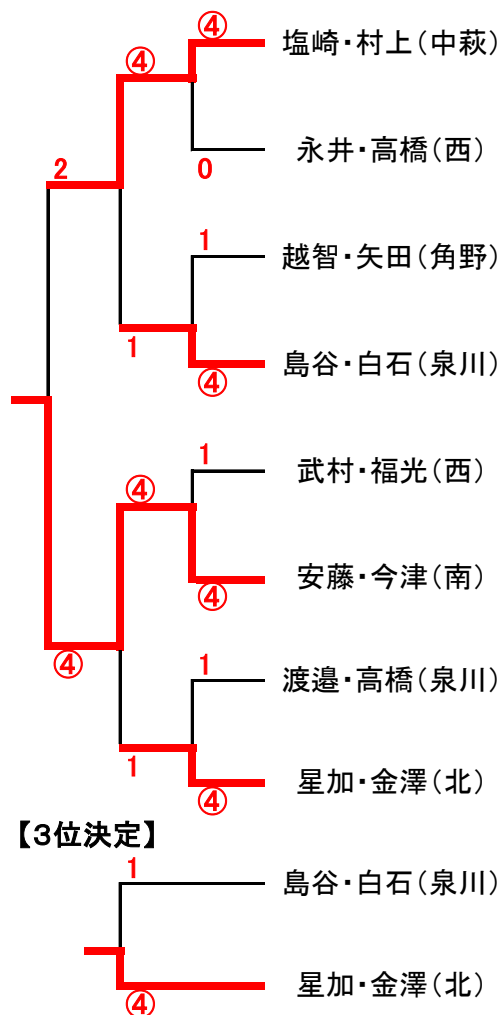 ④
塩崎・村上(中萩)
④
永井・高橋(西)
0
2
1
越智・矢田(角野)
1
島谷・白石(泉川)
④
1
武村・福光(西)
④
安藤・今津(南)
④
④
1
渡邉・高橋(泉川)
1
星加・金澤(北)
④
【3位決定】
1
島谷・白石(泉川)
星加・金澤(北)
④